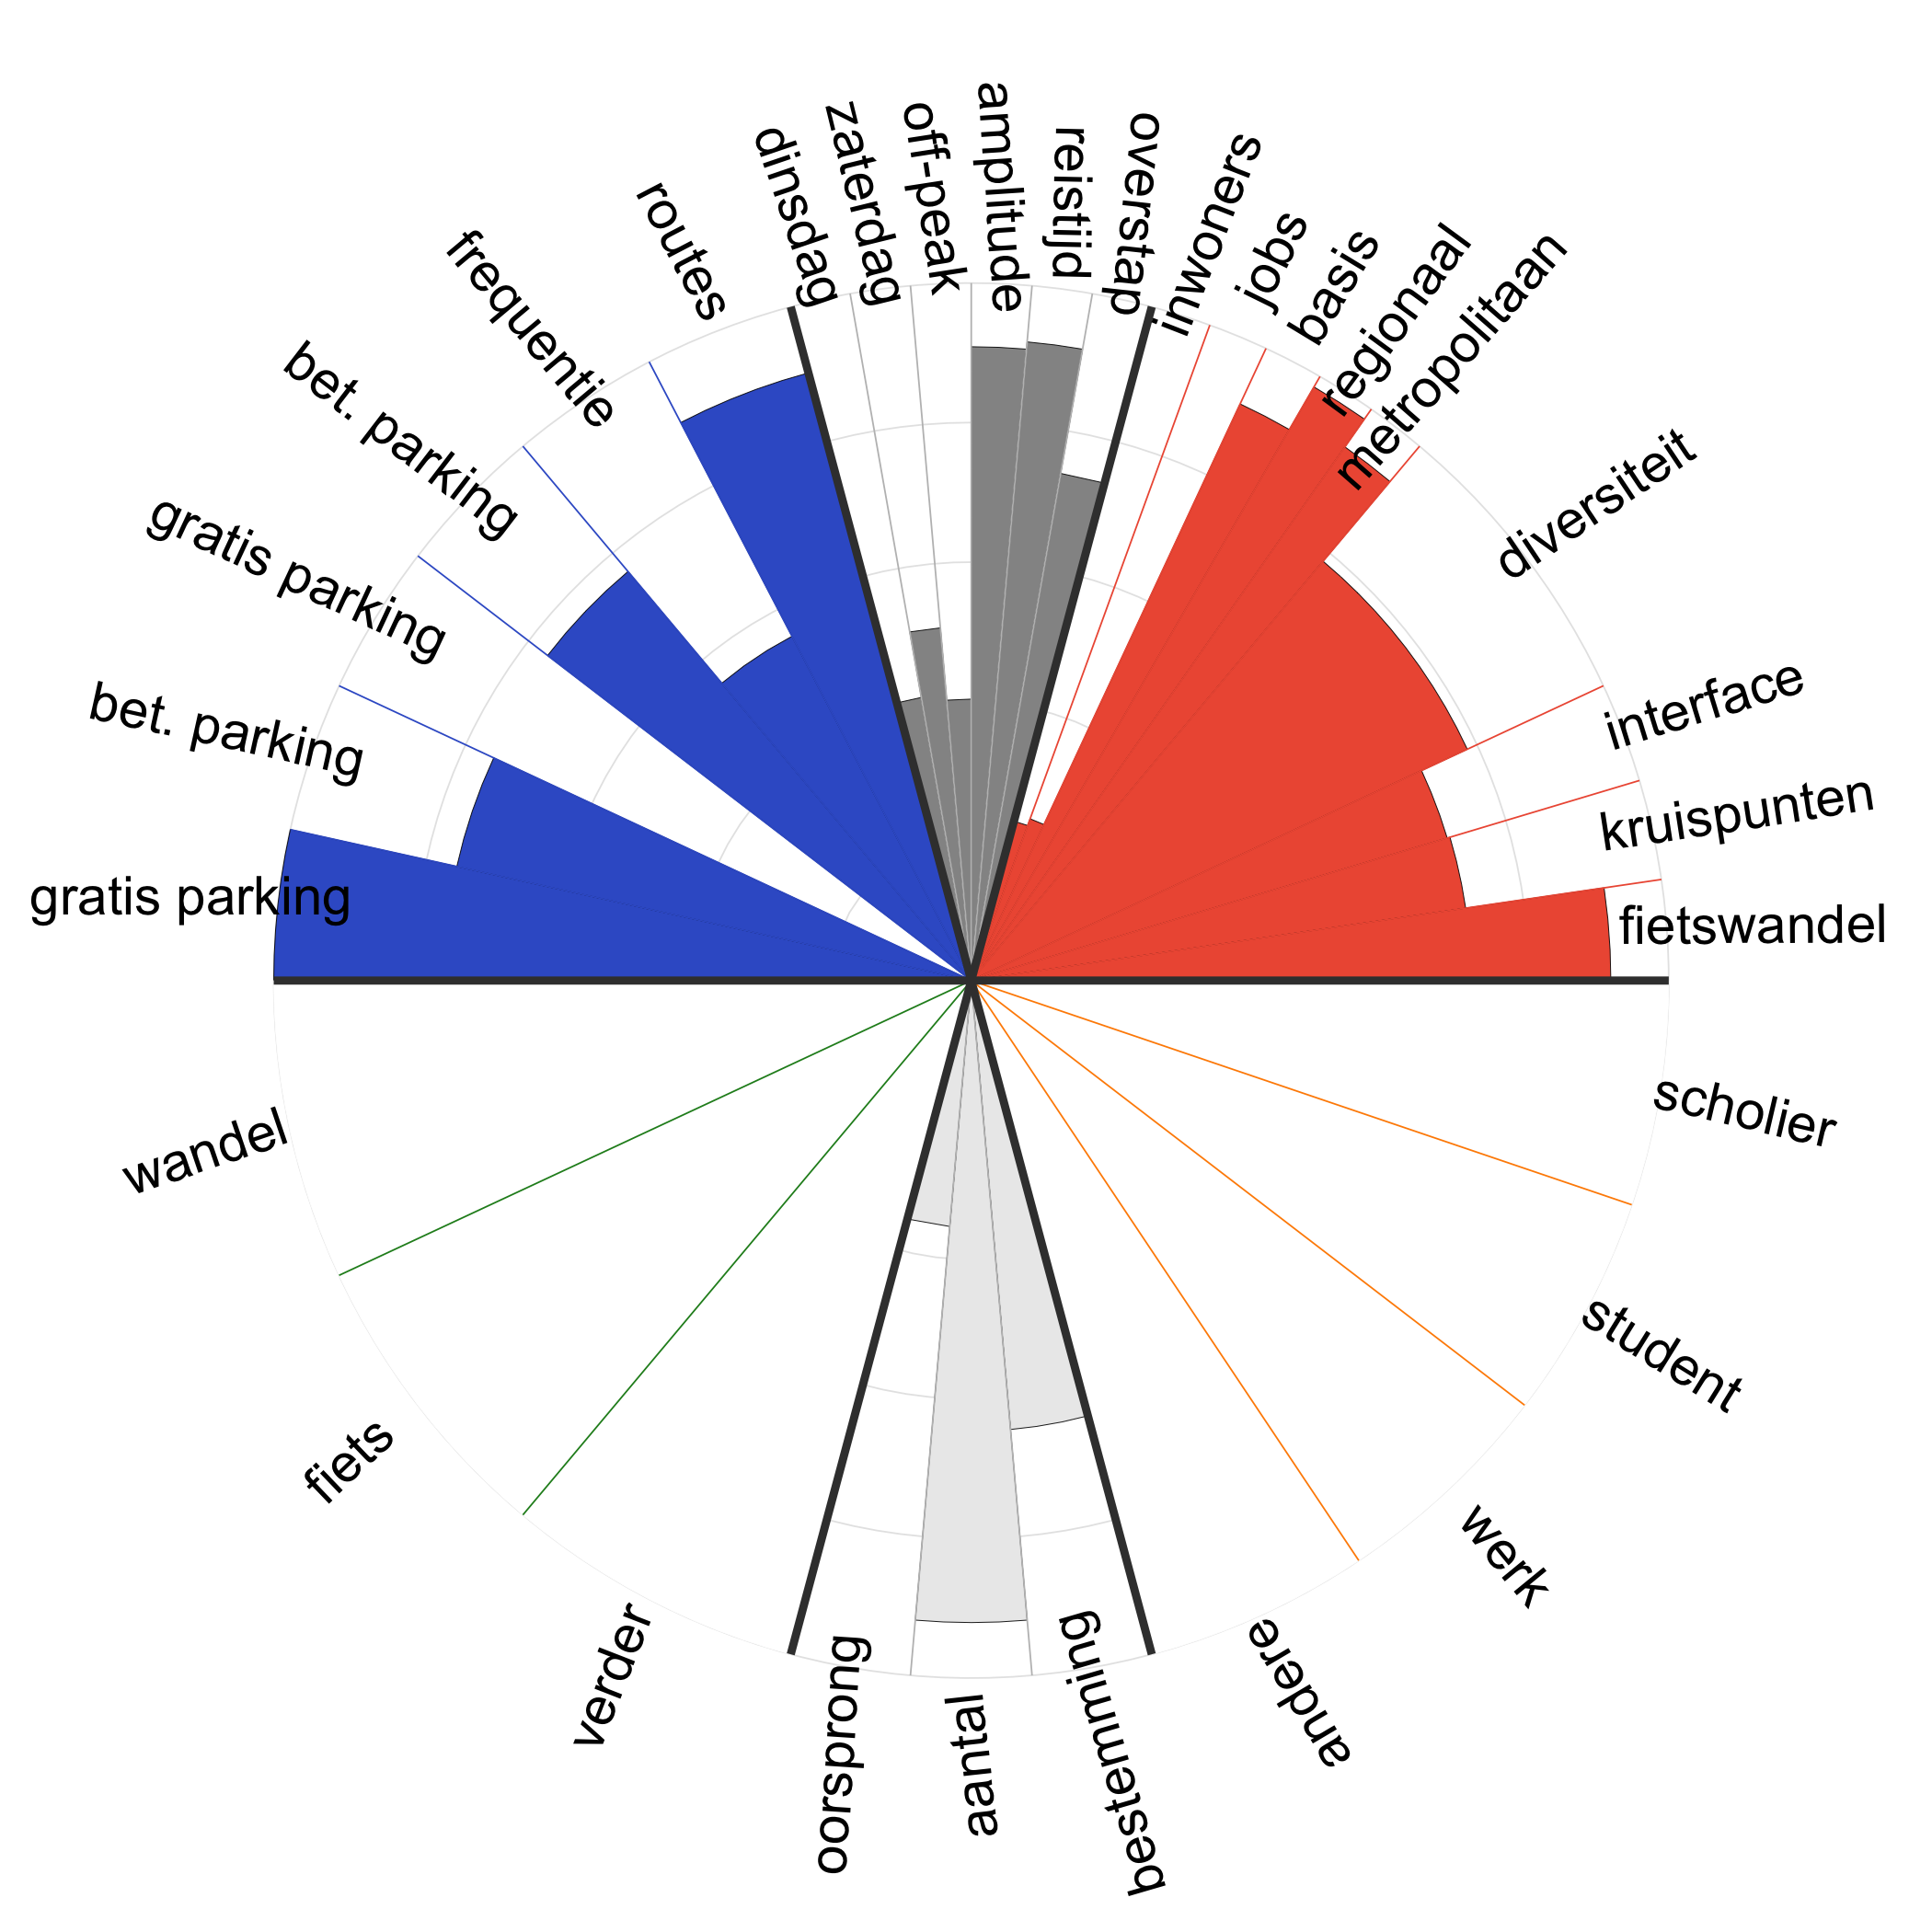 dinsdag
zaterdag
off-peak
amplitude
reistijd
overstap
inwoners
jobs
basis
regionaal
metropolitaan
diversiteit
interface
kruispunten
fietswandel
scholier
student
werk
andere
bestemming
aantal
oorsprong
verder
fiets
wandel
gratis parking
bet. parking
gratis parking
bet. parking
frequentie
routes